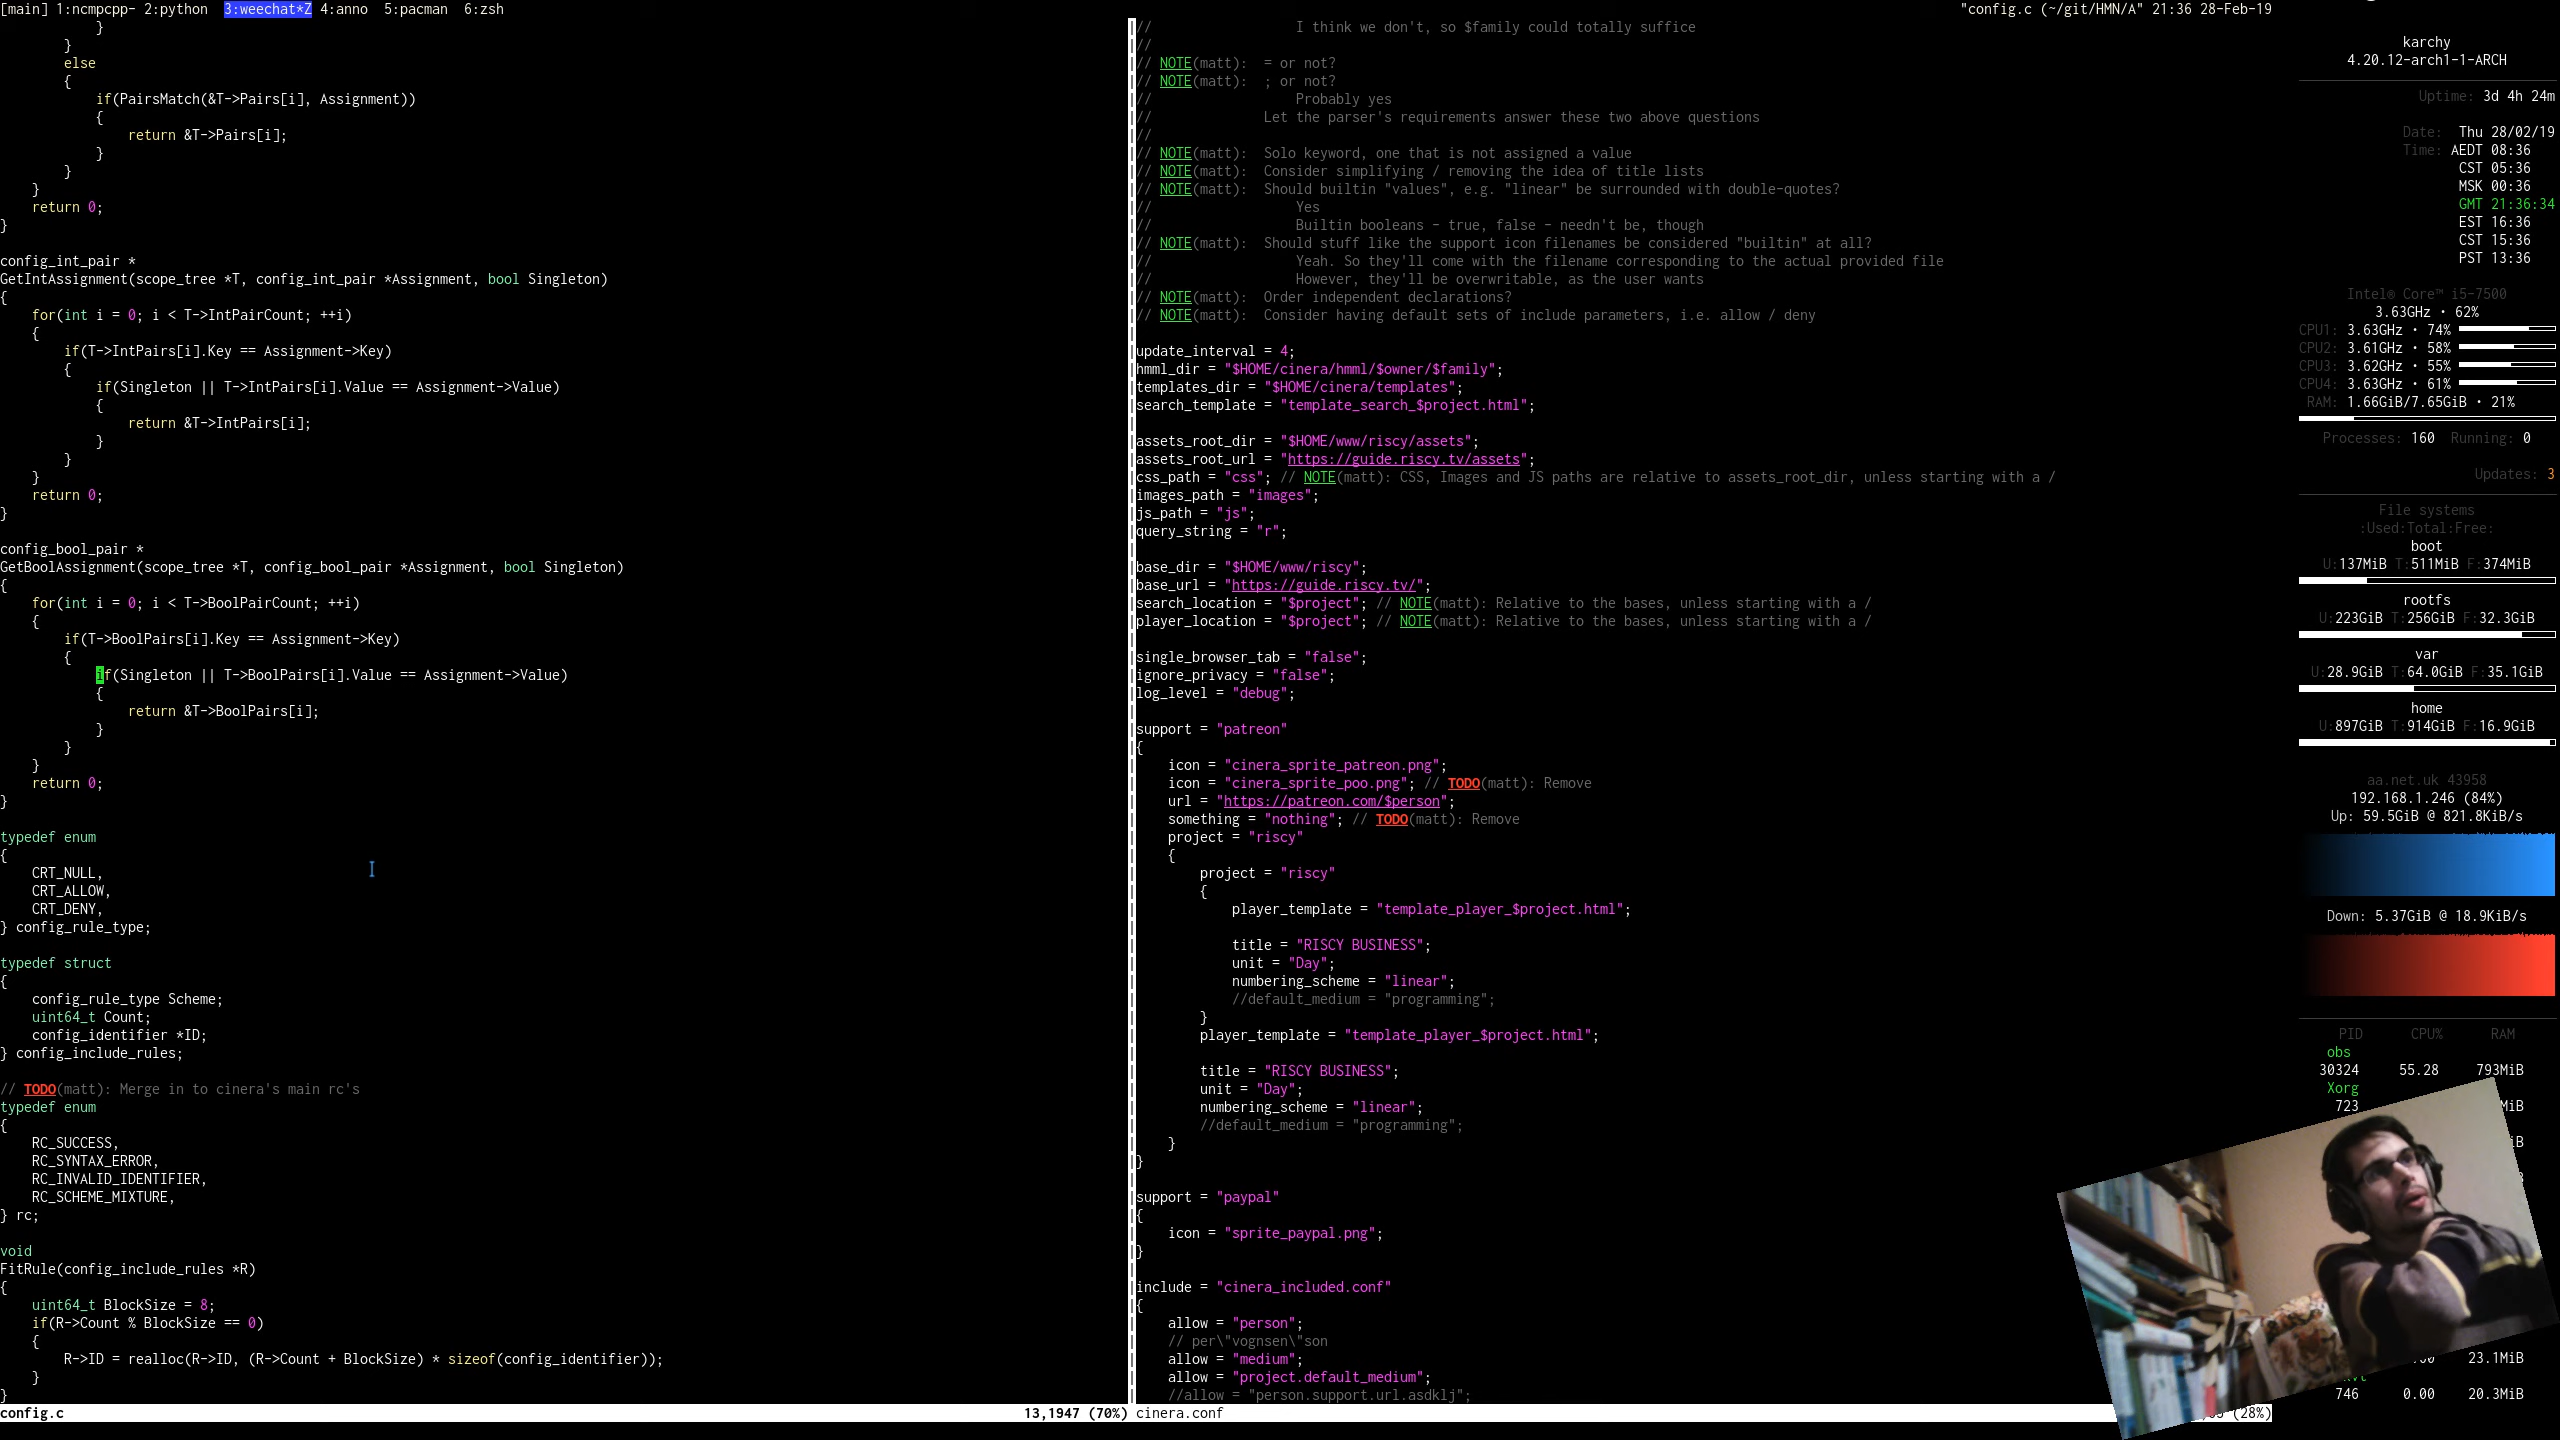 [main] 1:ncmpcpp- 2:python  3:weechat*Z 4:anno  5:pacman  6:zsh
"config.c (~/git/HMN/A" 21:36 28-Feb-19
            }
        }
        else
        {
            if(PairsMatch(&T->Pairs[i], Assignment))
            {
                return &T->Pairs[i];
            }
        }
    }
    return 0;
}
config_int_pair *
GetIntAssignment(scope_tree *T, config_int_pair *Assignment, bool Singleton)
{
    for(int i = 0; i < T->IntPairCount; ++i)
    {
        if(T->IntPairs[i].Key == Assignment->Key)
        {
            if(Singleton || T->IntPairs[i].Value == Assignment->Value)
            {
                return &T->IntPairs[i];
            }
        }
    }
    return 0;
}
config_bool_pair *
GetBoolAssignment(scope_tree *T, config_bool_pair *Assignment, bool Singleton)
{
    for(int i = 0; i < T->BoolPairCount; ++i)
    {
        if(T->BoolPairs[i].Key == Assignment->Key)
        {
            if(Singleton || T->BoolPairs[i].Value == Assignment->Value)
            {
                return &T->BoolPairs[i];
            }
        }
    }
    return 0;
}
typedef enum
{
    CRT_NULL,
    CRT_ALLOW,
    CRT_DENY,
} config_rule_type;
typedef struct
{
    config_rule_type Scheme;
    uint64_t Count;
    config_identifier *ID;
} config_include_rules;
// TODO(matt): Merge in to cinera's main rc's
typedef enum
{
    RC_SUCCESS,
    RC_SYNTAX_ERROR,
    RC_INVALID_IDENTIFIER,
    RC_SCHEME_MIXTURE,
} rc;
void
FitRule(config_include_rules *R)
{
    uint64_t BlockSize = 8;
    if(R->Count % BlockSize == 0)
    {
        R->ID = realloc(R->ID, (R->Count + BlockSize) * sizeof(config_identifier));
    }
}
config.c 13,1947 (70%)
//                  I think we don't, so $family could totally suffice
//
// NOTE(matt):  = or not?
// NOTE(matt):  ; or not?
//                  Probably yes
//              Let the parser's requirements answer these two above questions
//
// NOTE(matt):  Solo keyword, one that is not assigned a value
// NOTE(matt):  Consider simplifying / removing the idea of title lists
// NOTE(matt):  Should builtin "values", e.g. "linear" be surrounded with double-quotes?
//                  Yes
//                  Builtin booleans - true, false - needn't be, though
// NOTE(matt):  Should stuff like the support icon filenames be considered "builtin" at all?
//                  Yeah. So they'll come with the filename corresponding to the actual provided file
//                  However, they'll be overwritable, as the user wants
// NOTE(matt):  Order independent declarations?
// NOTE(matt):  Consider having default sets of include parameters, i.e. allow / deny
update_interval = 4;
hmml_dir = "$HOME/cinera/hmml/$owner/$family";
templates_dir = "$HOME/cinera/templates";
search_template = "template_search_$project.html";
assets_root_dir = "$HOME/www/riscy/assets";
assets_root_url = "https://guide.riscy.tv/assets";
css_path = "css"; // NOTE(matt): CSS, Images and JS paths are relative to assets_root_dir, unless starting with a /
images_path = "images";
js_path = "js";
query_string = "r";
base_dir = "$HOME/www/riscy";
base_url = "https://guide.riscy.tv/";
search_location = "$project"; // NOTE(matt): Relative to the bases, unless starting with a /
player_location = "$project"; // NOTE(matt): Relative to the bases, unless starting with a /
single_browser_tab = "false";
ignore_privacy = "false";
log_level = "debug";
support = "patreon"
{
    icon = "cinera_sprite_patreon.png";
    icon = "cinera_sprite_poo.png"; // TODO(matt): Remove
    url = "https://patreon.com/$person";
    something = "nothing"; // TODO(matt): Remove
    project = "riscy"
    {
        project = "riscy"
        {
            player_template = "template_player_$project.html";
            title = "RISCY BUSINESS";
            unit = "Day";
            numbering_scheme = "linear";
            //default_medium = "programming";
        }
        player_template = "template_player_$project.html";
        title = "RISCY BUSINESS";
        unit = "Day";
        numbering_scheme = "linear";
        //default_medium = "programming";
    }
}
support = "paypal"
{
    icon = "sprite_paypal.png";
}
include = "cinera_included.conf"
{
    allow = "person";
    // per\"vognsen\"son
    allow = "medium";
    allow = "project.default_medium";
    //allow = "person.support.url.asdklj";
cinera.conf (28%)
karchy
4.20.12-arch1-1-ARCH
Uptime: 3d 4h 24m
Date: Thu 28/02/19
Time: AEDT 08:36
CST 05:36
MSK 00:36
GMT 21:36:34
EST 16:36
CST 15:36
PST 13:36
Intel® Core™ i5-7500
3.63GHz • 62%
CPU1: 3.63GHz • 74%
CPU2: 3.61GHz • 58%
CPU3: 3.62GHz • 55%
CPU4: 3.63GHz • 61%
RAM: 1.66GiB/7.65GiB • 21%
Processes: 160  Running: 0
Updates: 3
File systems
:Used:Total:Free:
boot
U:137MiB T:511MiB F:374MiB
rootfs
U:223GiB T:256GiB F:32.3GiB
var
U:28.9GiB T:64.0GiB F:35.1GiB
home
U:897GiB T:914GiB F:16.9GiB
aa.net.uk 43958
192.168.1.246 (84%)
Up: 59.5GiB @ 821.8KiB/s
Down: 5.37GiB @ 18.9KiB/s
PID CPU% RAM
obs
30324 55.28 793MiB
Xorg
723
23.1MiB
746 0.00 20.3MiB